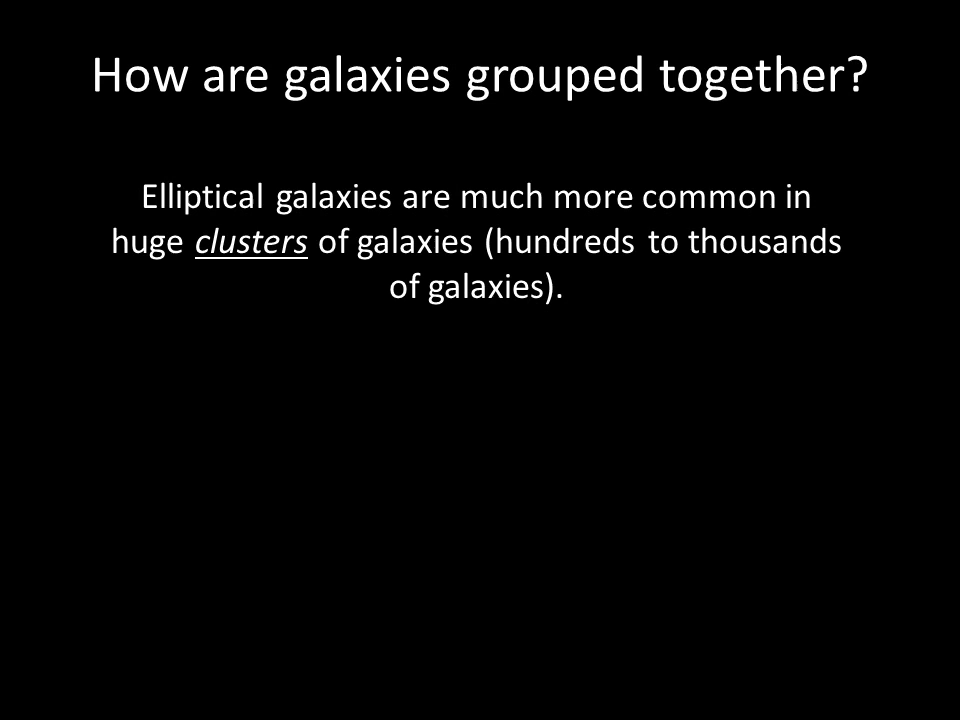 How are galaxies grouped together?
Elliptical galaxies are much more common in
huge clusters of galaxies (hundreds to thousands
of galaxies).